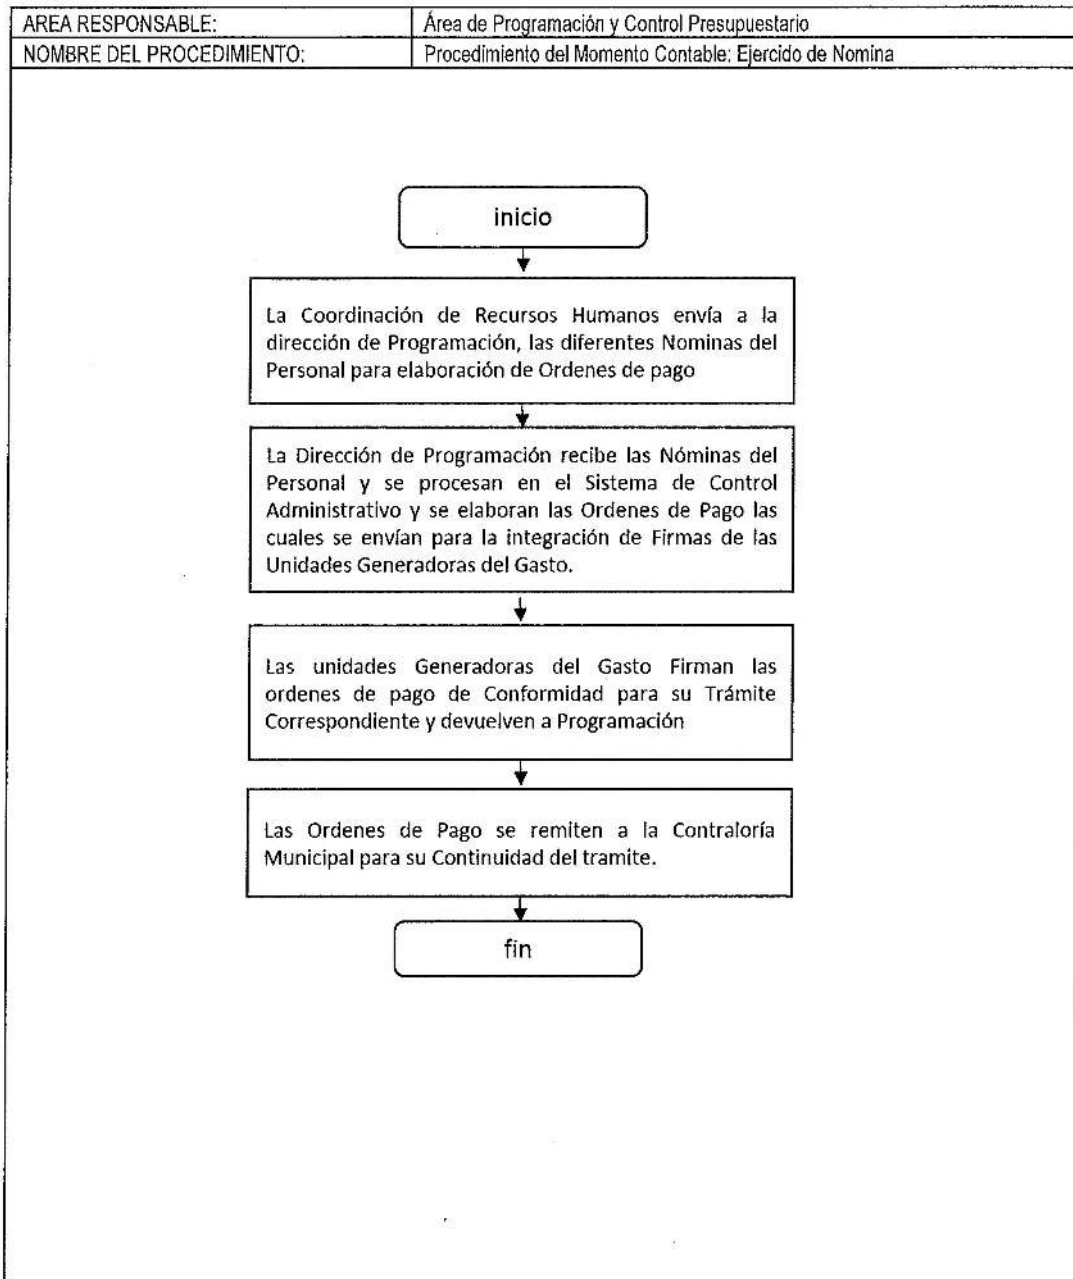 AREA RESPONSABLE: Área de Programación y Control Presupuestario
NOMBRE DEL PROCEDIMIENTO: Procedimiento del Momento Contable: Ejercido de Nomina
inicio
La Coordinación de Recursos Humanos envía a la
dirección de Programación, las diferentes Nominas del
Personal para elaboración de Ordenes de pago
La Dirección de Programación recibe las Nóminas del
Personal y se procesan en el Sistema de Control
Administrativo y se elaboran las Ordenes de Pago las
cuales se envían para la integración de Firmas de las
Unidades Generadoras del Gasto.
Las unidades Generadoras del Gasto Firman las
ordenes de pago de Conformidad para su Trámite
Correspondiente y devuelven a Programación
Las Ordenes de Pago se remiten a la Contraloría
Municipal para su Continuidad del tramite.
fin